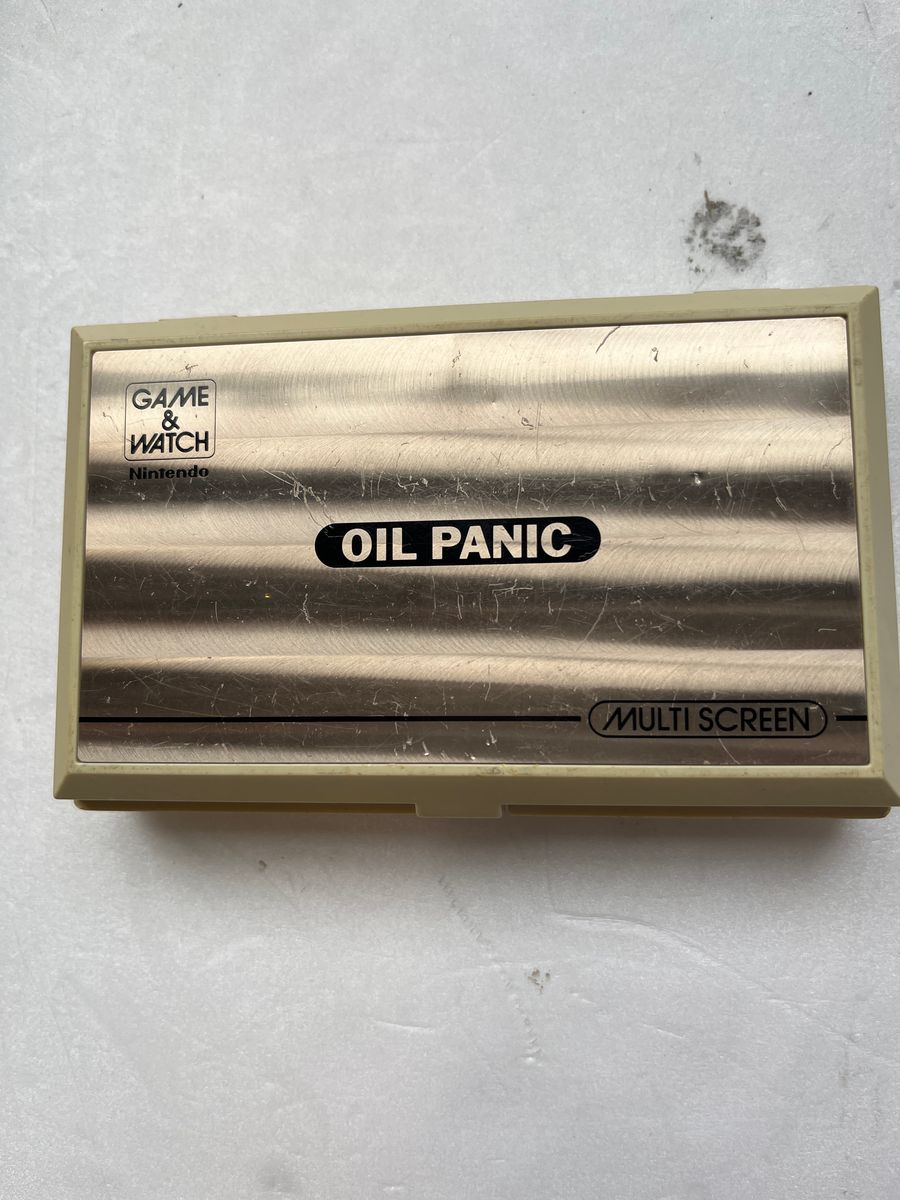 GAME
&
WATCH
Nintendo
OIL PANIC
MULTI SCREEN